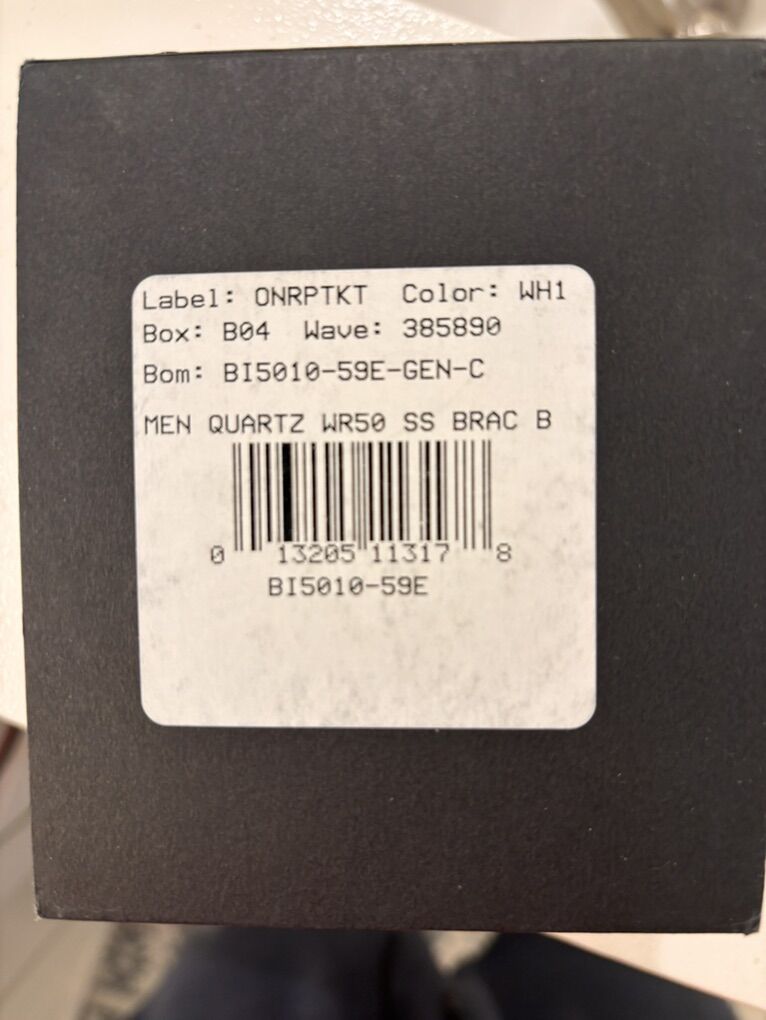 Label: ONRPTKT Color: WH1
Box: B04 Wave: 385890
Bom: BI5010-59E-GEN-C
MEN QUARTZ WR50 SS BRAC B
0 13205 11317 8
BI5010-59E